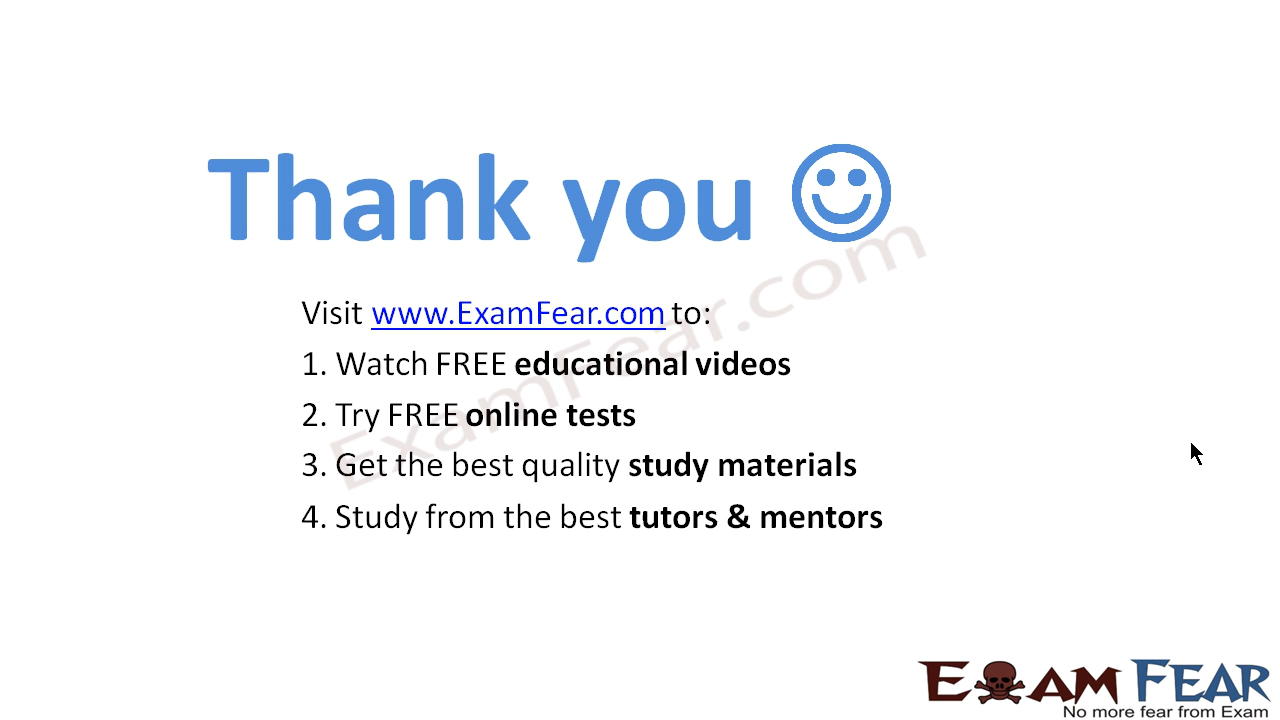 Thank you ☺
Visit www.ExamFear.com to:
1. Watch FREE educational videos
2. Try FREE online tests
3. Get the best quality study materials
4. Study from the best tutors & mentors
ExamFear.com
EXAM FEAR
No more fear from Exam